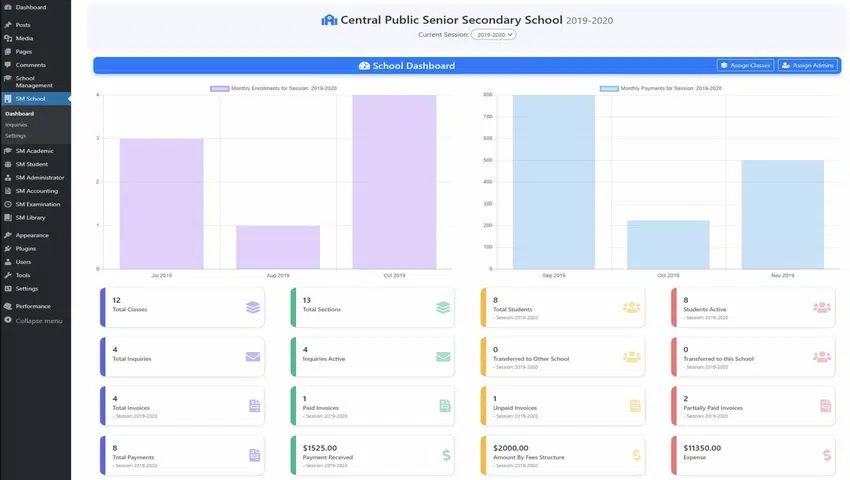 Dashboard
Posts
Media
Pages
Comments
School
Management
SM School
Dashboard
Inquiries
Settings
SM Academic
SM Student
SM Administrator
SM Accounting
SM Examination
SM Library
Appearance
Plugins
Users
Tools
Settings
Performance
Collapse menu
Central Public Senior Secondary School 2019-2020
Current Session: 2019-2020
School Dashboard
Assign Classes
Assign Admins
Monthly Enrollments for Session: 2019-2020
4
3
2
1
0
Jul 2019 Aug 2019 Oct 2019
Monthly Payments for Session: 2019-2020
800
700
600
500
400
300
200
100
0
Sep 2019 Oct 2019 Nov 2019
12
Total Classes
13
Total Sections
8
Total Students
- Session: 2019-2020
8
Students Active
- Session: 2019-2020
4
Total Inquiries
4
Inquiries Active
0
Transferred to Other School
- Session: 2019-2020
0
Transferred to this School
- Session: 2019-2020
4
Total Invoices
- Session: 2019-2020
1
Paid Invoices
- Session: 2019-2020
1
Unpaid Invoices
- Session: 2019-2020
2
Partially Paid Invoices
- Session: 2019-2020
8
Total Payments
- Session: 2019-2020
$1525.00
Payment Received
- Session: 2019-2020
$2000.00
Amount By Fees Structure
- Session: 2019-2020
$11350.00
Expense